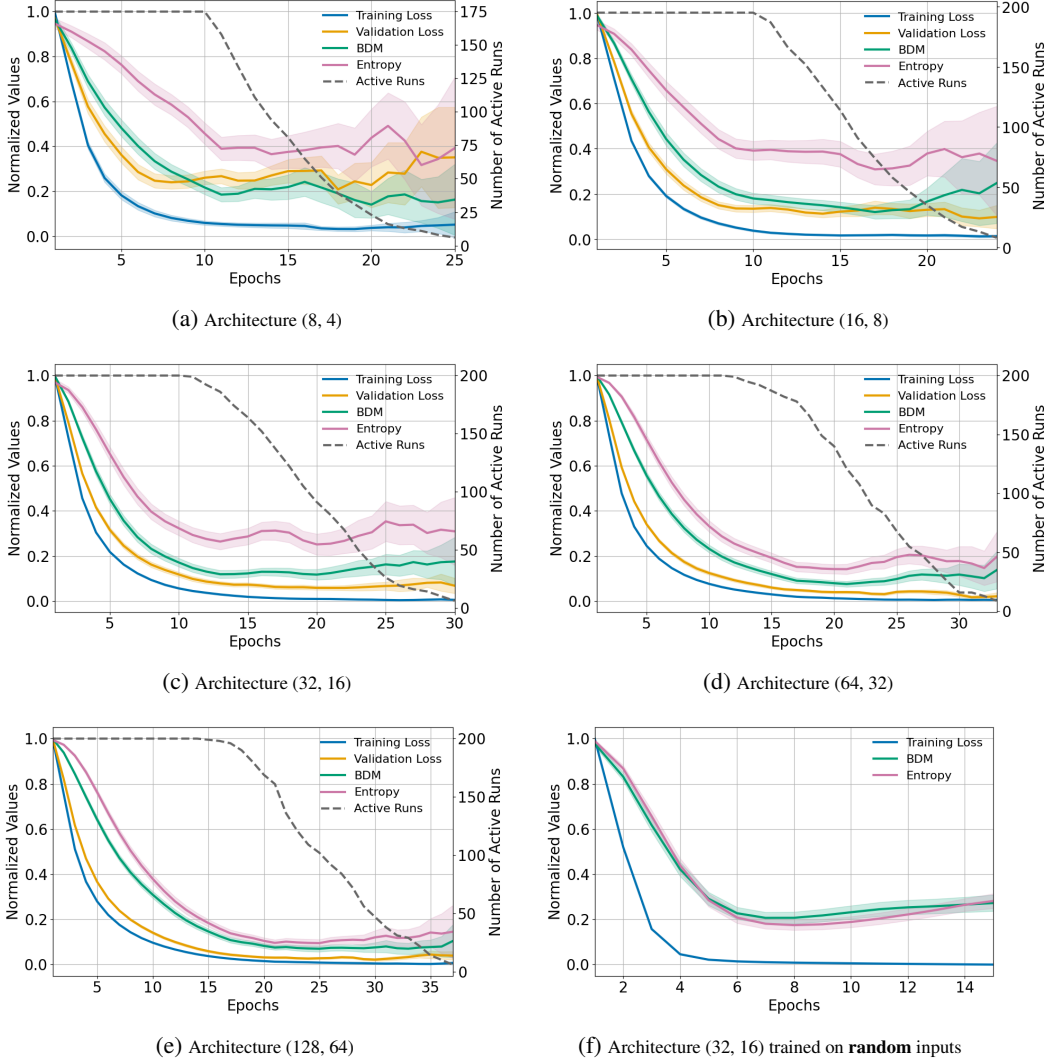 1.0
0.8
0.6
0.4
0.2
0.0
Normalized Values
5
10
15
20
25
Epochs
175
150
125
100
75
50
25
0
Number of Active Runs
Training Loss
Validation Loss
BDM
Entropy
Active Runs
(a) Architecture (8, 4)
1.0
0.8
0.6
0.4
0.2
0.0
Normalized Values
5
10
15
20
Epochs
200
150
100
50
0
Number of Active Runs
Training Loss
Validation Loss
BDM
Entropy
Active Runs
(b) Architecture (16, 8)
1.0
0.8
0.6
0.4
0.2
0.0
Normalized Values
5
10
15
20
25
30
Epochs
200
150
100
50
0
Number of Active Runs
Training Loss
Validation Loss
BDM
Entropy
Active Runs
(c) Architecture (32, 16)
1.0
0.8
0.6
0.4
0.2
0.0
Normalized Values
5
10
15
20
25
30
Epochs
200
150
100
50
0
Number of Active Runs
Training Loss
Validation Loss
BDM
Entropy
Active Runs
(d) Architecture (64, 32)
1.0
0.8
0.6
0.4
0.2
0.0
Normalized Values
5
10
15
20
25
30
35
Epochs
200
150
100
50
0
Number of Active Runs
Training Loss
Validation Loss
BDM
Entropy
Active Runs
(e) Architecture (128, 64)
1.0
0.8
0.6
0.4
0.2
0.0
Normalized Values
2
4
6
8
10
12
14
Epochs
Training Loss
BDM
Entropy
(f) Architecture (32, 16) trained on random inputs